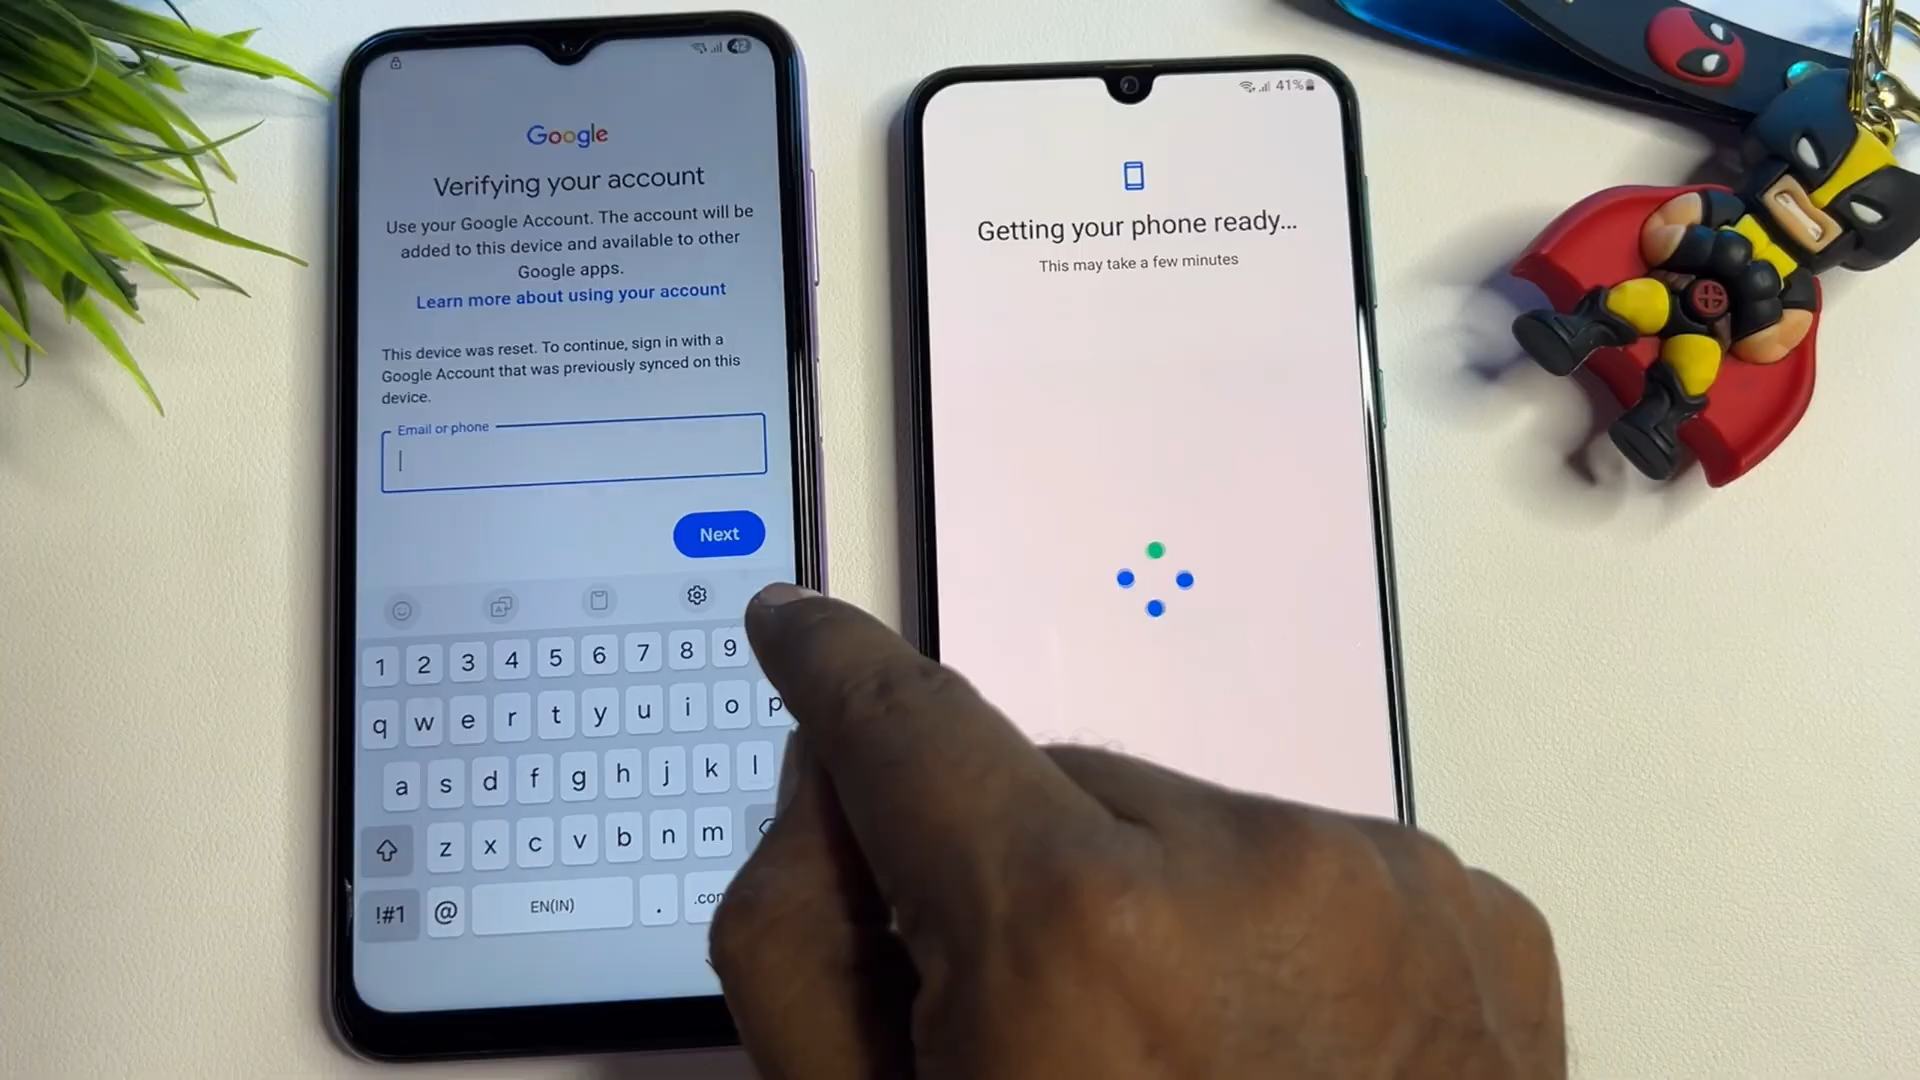 42
Google
Verifying your account
Use your Google Account. The account will be
added to this device and available to other
Google apps.
Learn more about using your account
This device was reset. To continue, sign in with a
Google Account that was previously synced on this
device.
Email or phone
Next
1 2 3 4 5 6 7 8 9
q w e r t y u i o p
a s d f g h j k l
z x c v b n m
!#1 @ EN(IN) .
41%
Getting your phone ready...
This may take a few minutes